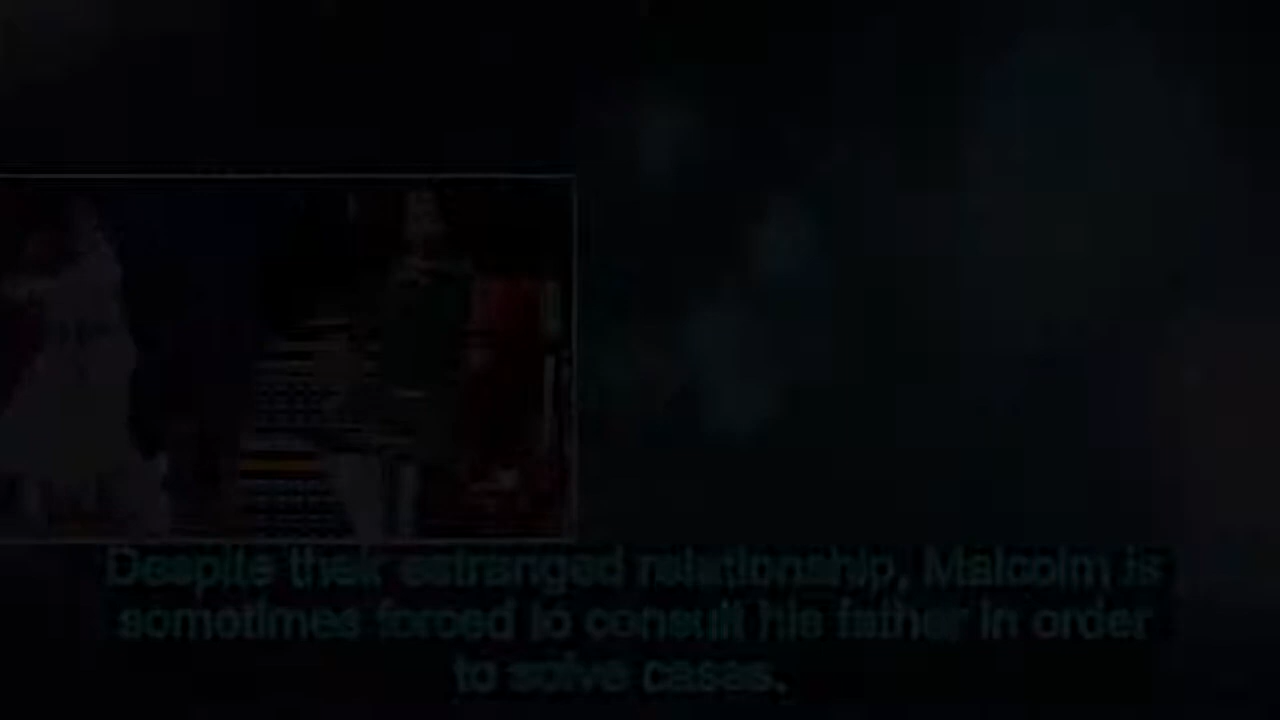 Despite their estranged relationship, Malcolm is
sometimes forced to consult his father in order
to solve cases.